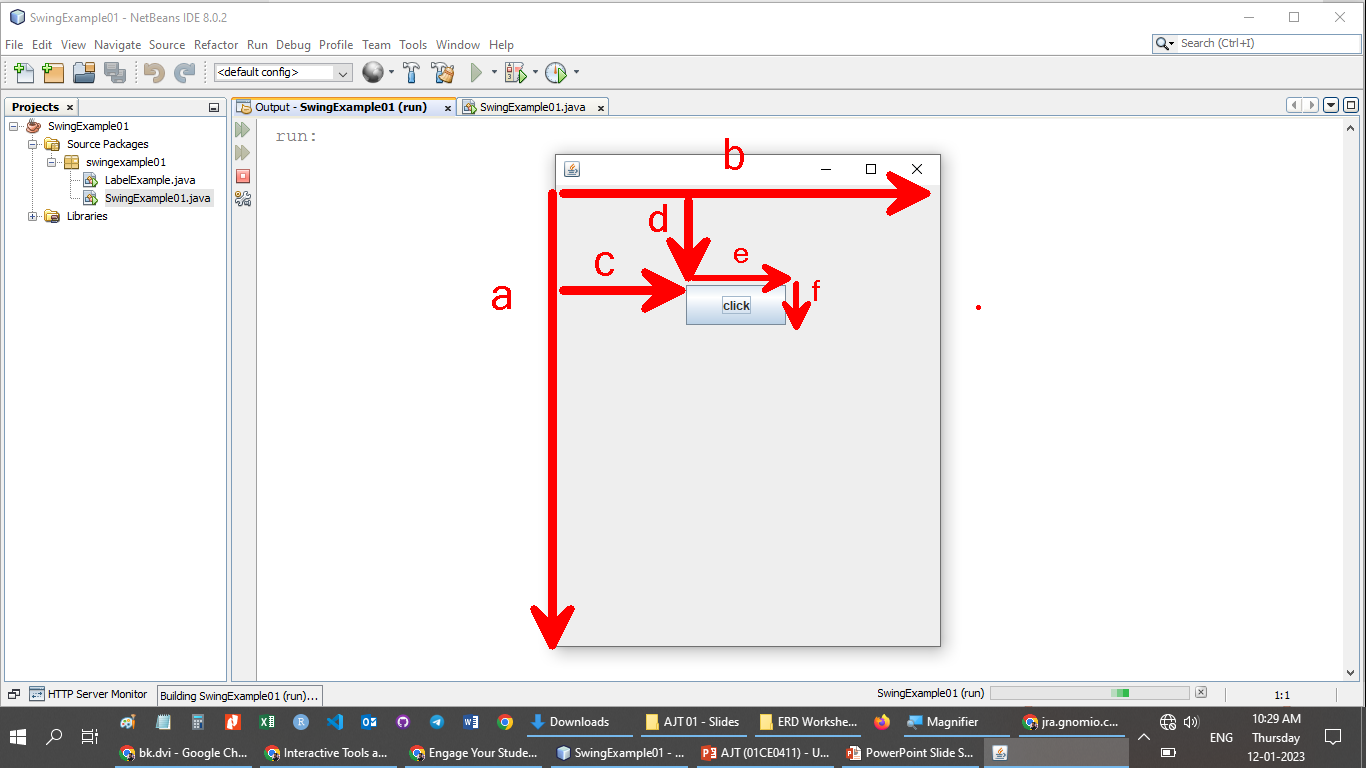 SwingExample01 - NetBeans IDE 8.0.2
File Edit View Navigate Source Refactor Run Debug Profile Team Tools Window Help
Search (Ctrl+I)
<default config>
Projects
Output - SwingExample01 (run)
SwingExample01.java
SwingExample01
Source Packages
swingexample01
LabelExample.java
SwingExample01.java
Libraries
run:
b
d
e
c
a
f
click
HTTP Server Monitor
Building SwingExample01 (run)...
SwingExample01 (run)
1:1
Downloads
AJT 01 - Slides
ERD Workshe...
Magnifier
jra.gnomio.c...
bk.dvi - Google Ch...
Interactive Tools a...
Engage Your Stude...
SwingExample01 - ...
AJT (01CE0411) - U...
PowerPoint Slide S...
ENG
10:29 AM
Thursday
12-01-2023